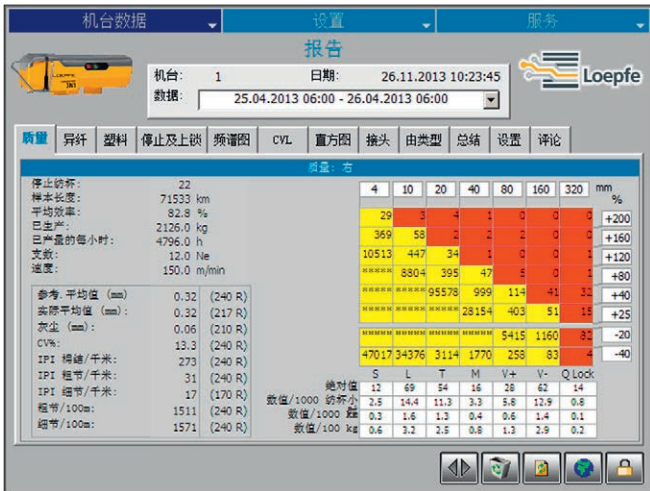 机台数据 设置 服务
报告
LOEPFE
机台: 1 日期: 26.11.2013 10:23:45
数据: 25.04.2013 06:00 - 26.04.2013 06:00
Loepfe
质量 异纤 塑料 停止及上锁 频谱图 CVL 直方图 接头 由类型 总结 设置 评论
质量: 右
停止纺杯: 22
样本长度: 71533 km
平均效率: 82.8 %
已生产: 2126.0 kg
已产量的每小时: 4796.0 h
支数: 12.0 Ne
速度: 150.0 m/min
参考.平均值 (mm) 0.32 (240 R)
实际平均值 (mm): 0.32 (217 R)
灰尘 (mm): 0.06 (210 R)
CV%: 13.3 (240 R)
IPI 棉结/千米: 273 (240 R)
IPI 粗节/千米: 31 (240 R)
IPI 细节/千米: 17 (170 R)
粗节/100m: 1511 (240 R)
细节/100m: 1571 (240 R)
4 10 20 40 80 160 320 mm
%
29 3 4 1 0 0 0 +200
369 58 2 2 2 0 0 +160
10513 447 34 1 0 0 0 +120
##### 8804 395 47 5 0 1 +80
##### ##### 95578 999 114 41 32 +40
##### ##### ##### 28154 403 51 15 +25
##### ##### ##### ##### 5415 1160 82 -20
47017 34376 3114 1770 258 83 4 -40
S L T M V+ V- Q Lock
绝对值 12 69 54 16 28 62 14
数值/1000 纺杯小 2.5 14.4 11.3 3.3 5.8 12.9 0.8
数值/1000 0.3 1.6 1.3 0.4 0.6 1.4 0.1
数值/100 kg 0.6 3.2 2.5 0.8 1.3 2.9 0.2